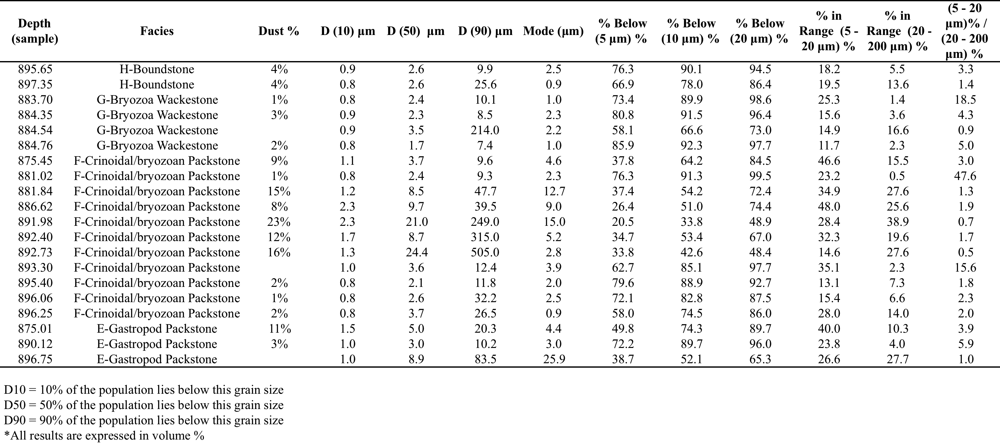 Depth (sample) Facies Dust % D (10) µm D (50) µm D (90) µm Mode (µm) % Below (5 µm) % % Below (10 µm) % % Below (20 µm) % % in Range (5 - 20 µm) % % in Range (20 - 200 µm) % (5 - 20 µm)% / (20 - 200 µm) %
895.65 H-Boundstone 4% 0.9 2.6 9.9 2.5 76.3 90.1 94.5 18.2 5.5 3.3
897.35 H-Boundstone 4% 0.8 2.6 25.6 0.9 66.9 78.0 86.4 19.5 13.6 1.4
883.70 G-Bryozoa Wackestone 1% 0.8 2.4 10.1 1.0 73.4 89.9 98.6 25.3 1.4 18.5
884.35 G-Bryozoa Wackestone 3% 0.9 2.3 8.5 2.3 80.8 91.5 96.4 15.6 3.6 4.3
884.54 G-Bryozoa Wackestone 0.9 3.5 214.0 2.2 58.1 66.6 73.0 14.9 16.6 0.9
884.76 G-Bryozoa Wackestone 2% 0.8 1.7 7.4 1.0 85.9 92.3 97.7 11.7 2.3 5.0
875.45 F-Crinoidal/bryozoan Packstone 9% 1.1 3.7 9.6 4.6 37.8 64.2 84.5 46.6 15.5 3.0
881.02 F-Crinoidal/bryozoan Packstone 1% 0.8 2.4 9.3 2.3 76.3 91.3 99.5 23.2 0.5 47.6
881.84 F-Crinoidal/bryozoan Packstone 15% 1.2 8.5 47.7 12.7 37.4 54.2 72.4 34.9 27.6 1.3
886.62 F-Crinoidal/bryozoan Packstone 8% 2.3 9.7 39.5 9.0 26.4 51.0 74.4 48.0 25.6 1.9
891.98 F-Crinoidal/bryozoan Packstone 23% 2.3 21.0 249.0 15.0 20.5 33.8 48.9 28.4 38.9 0.7
892.40 F-Crinoidal/bryozoan Packstone 12% 1.7 8.7 315.0 5.2 34.7 53.4 67.0 32.3 19.6 1.7
892.73 F-Crinoidal/bryozoan Packstone 16% 1.3 24.4 505.0 2.8 33.8 42.6 48.4 14.6 27.6 0.5
893.30 F-Crinoidal/bryozoan Packstone 1.0 3.6 12.4 3.9 62.7 85.1 97.7 35.1 2.3 15.6
895.40 F-Crinoidal/bryozoan Packstone 2% 0.8 2.1 11.8 2.0 79.6 88.9 92.7 13.1 7.3 1.8
896.06 F-Crinoidal/bryozoan Packstone 1% 0.8 2.6 32.2 2.5 72.1 82.8 87.5 15.4 6.6 2.3
896.25 F-Crinoidal/bryozoan Packstone 2% 0.8 3.7 26.5 0.9 58.0 74.5 86.0 28.0 14.0 2.0
875.01 E-Gastropod Packstone 11% 1.5 5.0 20.3 4.4 49.8 74.3 89.7 40.0 10.3 3.9
890.12 E-Gastropod Packstone 3% 1.0 3.0 10.2 3.0 72.2 89.7 96.0 23.8 4.0 5.9
896.75 E-Gastropod Packstone 1.0 8.9 83.5 25.9 38.7 52.1 65.3 26.6 27.7 1.0
D10 = 10% of the population lies below this grain size
D50 = 50% of the population lies below this grain size
D90 = 90% of the population lies below this grain size
*All results are expressed in volume %